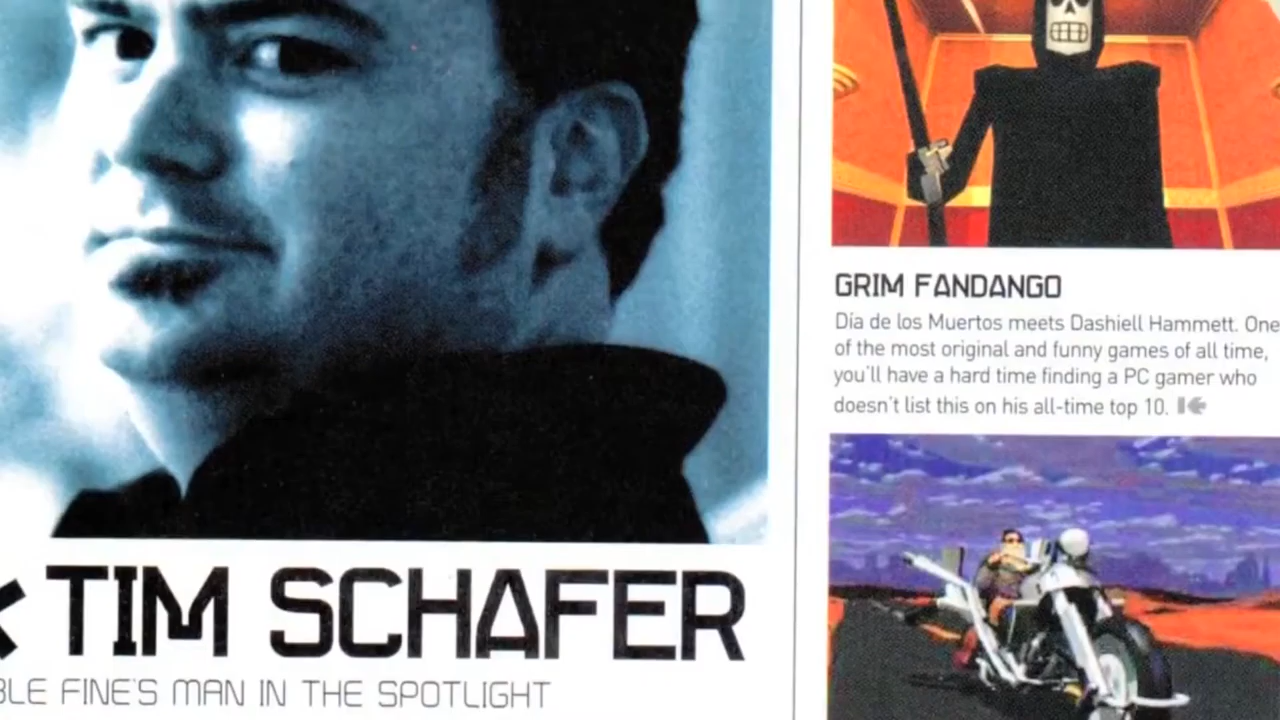 TIM SCHAFER
FINE'S MAN IN THE SPOTLIGHT
GRIM FANDANGO
Día de los Muertos meets Dashiell Hammett. One
of the most original and funny games of all time,
you'll have a hard time finding a PC gamer who
doesn't list this on his all-time top 10.